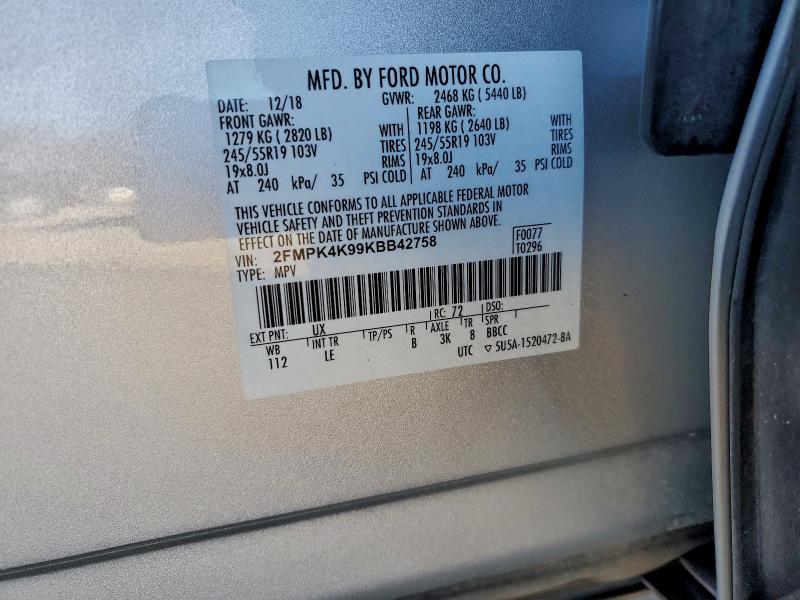 MFD. BY FORD MOTOR CO.
DATE: 12/18 GVWR: 2468 KG ( 5440 LB)
FRONT GAWR: REAR GAWR:
1279 KG ( 2820 LB) WITH 1198 KG ( 2640 LB) WITH
245/55R19 103V TIRES 245/55R19 103V TIRES
19x8.0J RIMS 19x8.0J RIMS
AT 240 kPa/ 35 PSI COLD AT 240 kPa/ 35 PSI COLD
THIS VEHICLE CONFORMS TO ALL APPLICABLE FEDERAL MOTOR
VEHICLE SAFETY AND THEFT PREVENTION STANDARDS IN
EFFECT ON THE DATE OF MANUFACTURE SHOWN ABOVE.
VIN: 2FMPK4K99KBB42758 F0077
TYPE: MPV T0296
EXT PNT: UX RC: 72 DSO:
WB INT TR TP/PS R AXLE TR SPR
112 LE B 3K 8 BBCC
UTC ▽ 5U5A-1520472-BA